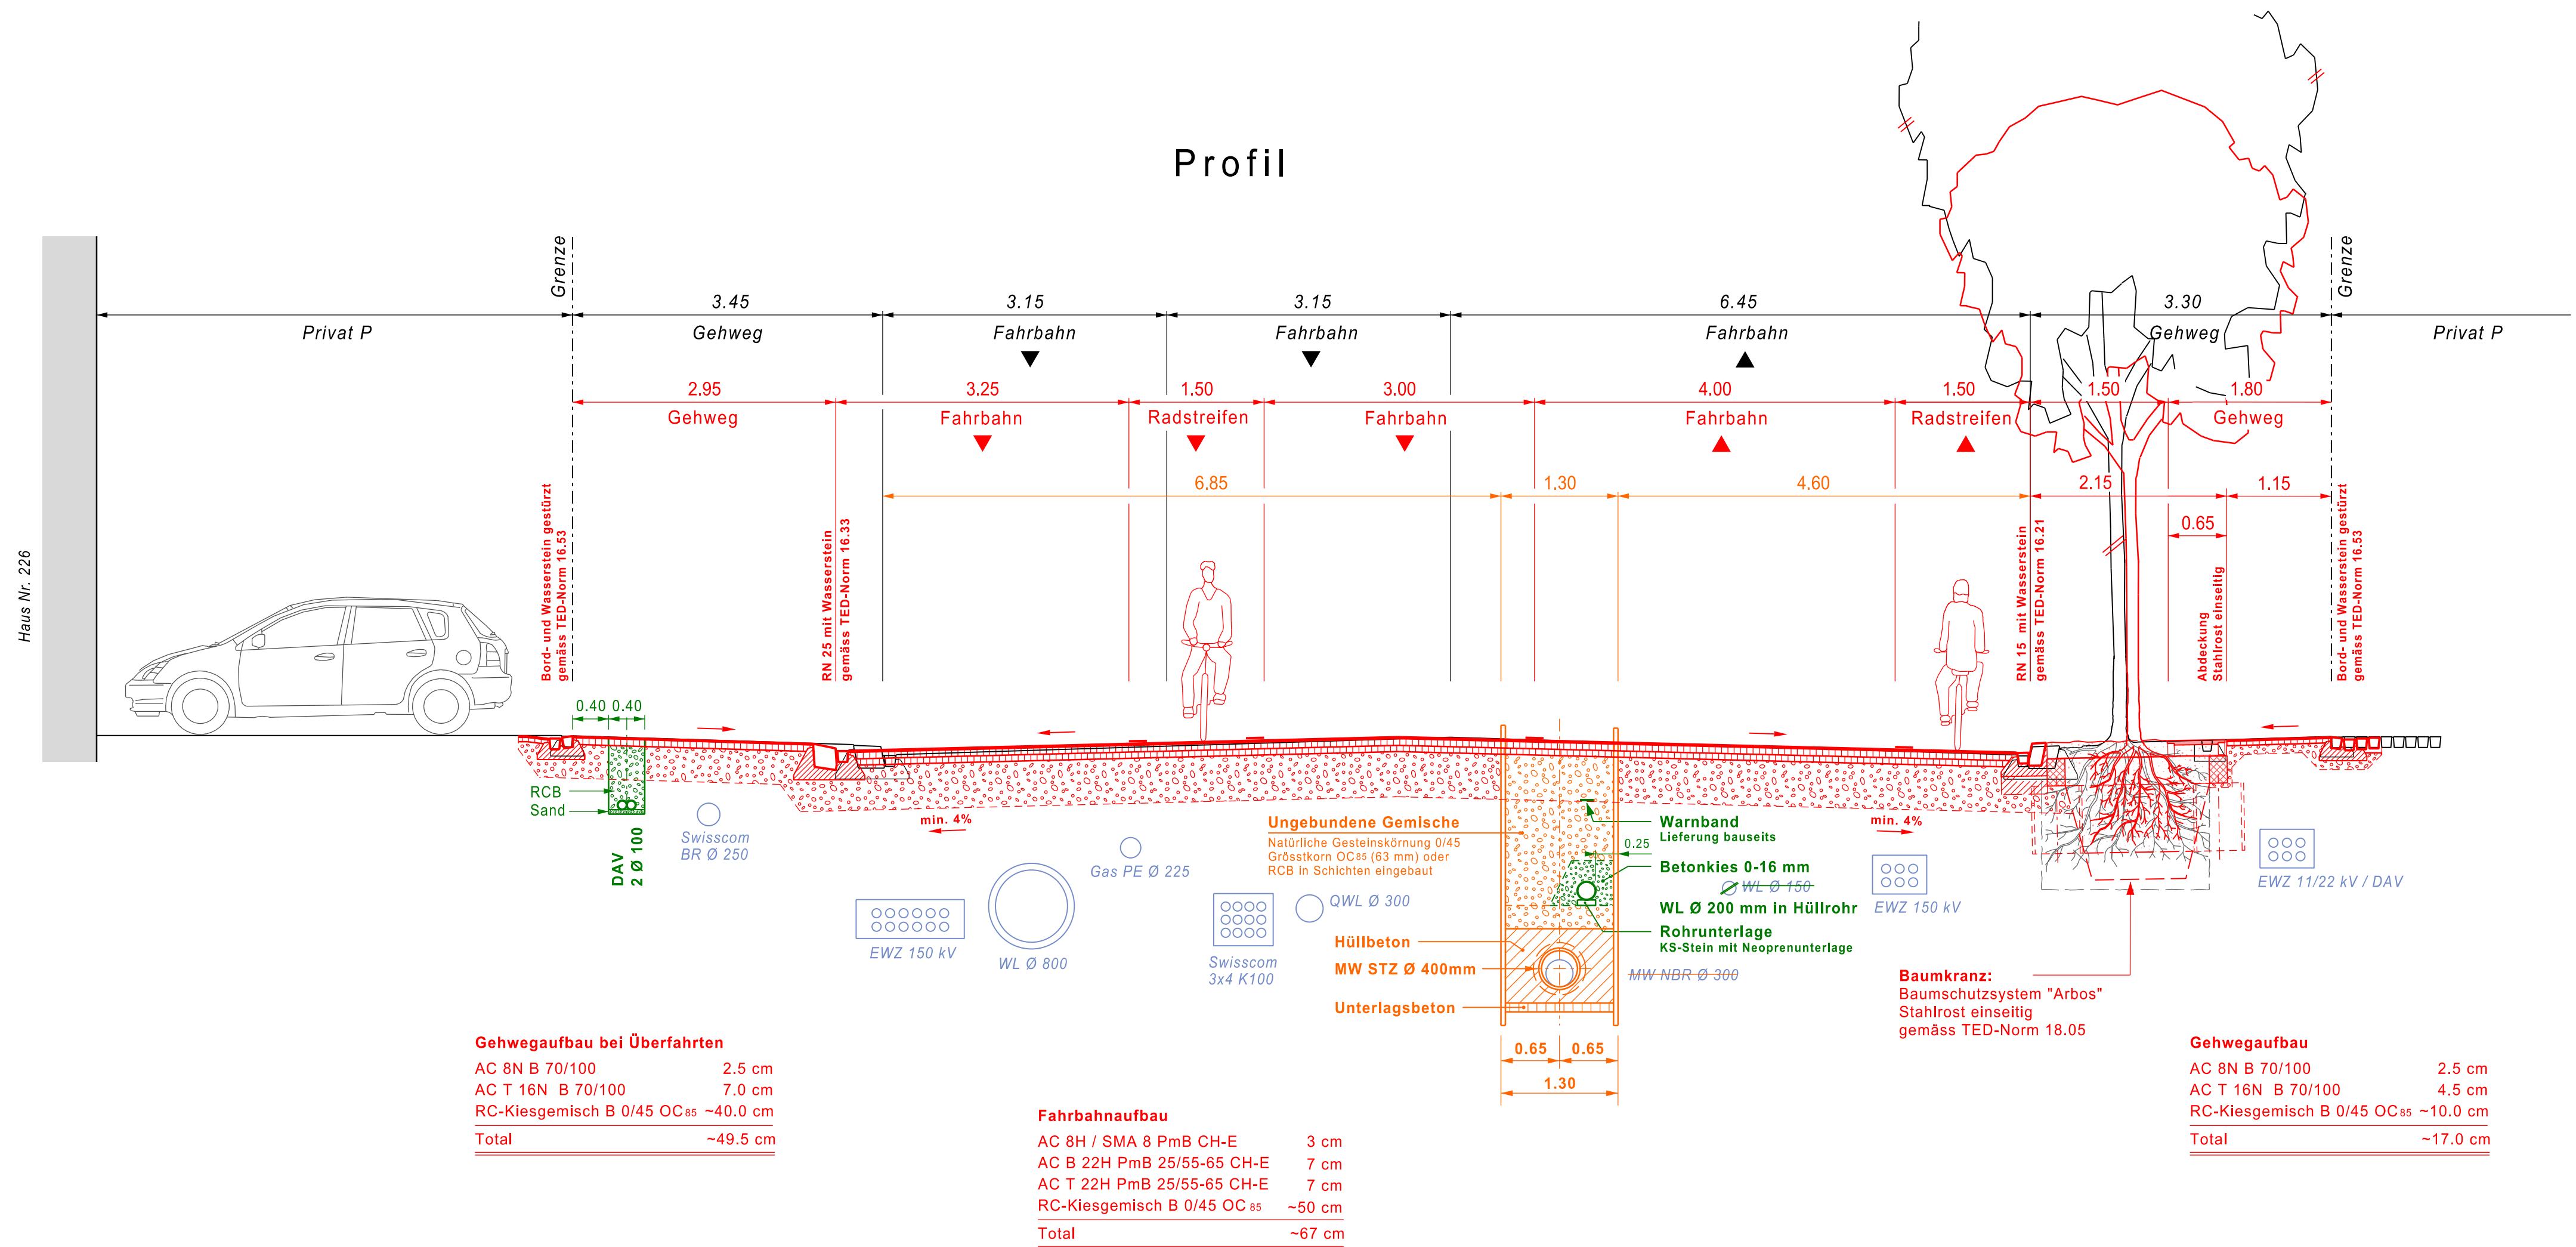 Profil
Haus Nr. 226
Grenze
Grenze
3.45
3.15
3.15
6.45
3.30
Privat P
Gehweg
Fahrbahn
Fahrbahn
Fahrbahn
Gehweg
Privat P
2.95
3.25
1.50
3.00
4.00
1.50
1.50
1.80
Gehweg
Fahrbahn
Radstreifen
Fahrbahn
Fahrbahn
Radstreifen
Gehweg
6.85
1.30
4.60
2.15
1.15
0.65
Bord- und Wasserstein gestürzt
gemäss TED-Norm 16.53
RN 25 mit Wasserstein
gemäss TED-Norm 16.33
RN 15 mit Wasserstein
gemäss TED-Norm 16.21
Abdeckung
Stahlrost einseitig
Bord- und Wasserstein gestürzt
gemäss TED-Norm 16.53
0.40 0.40
RCB
Sand
DAV
2 Ø 100
Swisscom
BR Ø 250
min. 4%
EWZ 150 kV
WL Ø 800
Gas PE Ø 225
Swisscom
3x4 K100
QWL Ø 300
Ungebundene Gemische
Natürliche Gesteinskörnung 0/45
Grösstkorn OC85 (63 mm) oder
RCB in Schichten eingebaut
Hüllbeton
MW STZ Ø 400mm
Unterlagsbeton
0.65
0.65
1.30
Warnband
Lieferung bauseits
0.25
Betonkies 0-16 mm
WL Ø 150
WL Ø 200 mm in Hüllrohr
Rohrunterlage
KS-Stein mit Neoprenunterlage
MW NBR Ø 300
min. 4%
EWZ 150 kV
EWZ 11/22 kV / DAV
Baumkranz:
Baumschutzsystem "Arbos"
Stahlrost einseitig
gemäss TED-Norm 18.05
Gehwegaufbau bei Überfahrten
AC 8N B 70/100 2.5 cm
AC T 16N B 70/100 7.0 cm
RC-Kiesgemisch B 0/45 OC85 ~40.0 cm
Total ~49.5 cm
Fahrbahnaufbau
AC 8H / SMA 8 PmB CH-E 3 cm
AC B 22H PmB 25/55-65 CH-E 7 cm
AC T 22H PmB 25/55-65 CH-E 7 cm
RC-Kiesgemisch B 0/45 OC 85 ~50 cm
Total ~67 cm
Gehwegaufbau
AC 8N B 70/100 2.5 cm
AC T 16N B 70/100 4.5 cm
RC-Kiesgemisch B 0/45 OC85 ~10.0 cm
Total ~17.0 cm